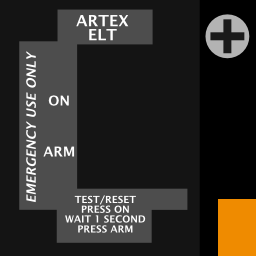 ARTEX
ELT
EMERGENCY USE ONLY
ON
ARM
TEST/RESET
PRESS ON
WAIT 1 SECOND
PRESS ARM